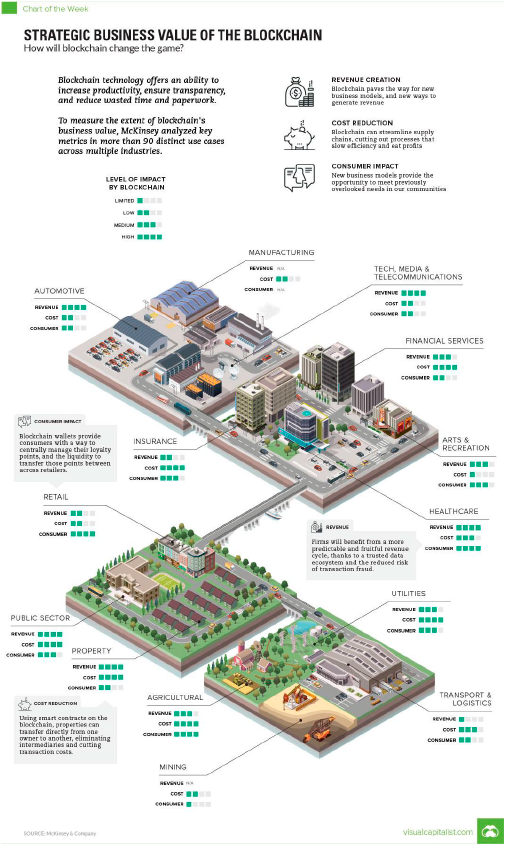 Chart of the Week
STRATEGIC BUSINESS VALUE OF THE BLOCKCHAIN
How will blockchain change the game?
Blockchain technology offers an ability to
increase productivity, ensure transparency,
and reduce wasted time and paperwork.
To measure the extent of blockchain's
business value, McKinsey analyzed key
metrics in more than 90 distinct use cases
across multiple industries.
REVENUE CREATION
Blockchain paves the way for new
business models, and new ways to
generate revenue
COST REDUCTION
Blockchain can streamline supply
chains, cutting out processes that
slow efficiency and eat profits
CONSUMER IMPACT
New business models provide the
opportunity to meet previously
overlooked needs in our communities
LEVEL OF IMPACT
BY BLOCKCHAIN
LIMITED
LOW
MEDIUM
HIGH
MANUFACTURING
REVENUE N/A
COST
CONSUMER N/A
TECH, MEDIA &
TELECOMMUNICATIONS
REVENUE
COST
CONSUMER
AUTOMOTIVE
REVENUE
COST
CONSUMER
FINANCIAL SERVICES
REVENUE
COST
CONSUMER
CONSUMER IMPACT
Blockchain wallets provide
consumers with a way to
centrally manage their loyalty
points, and the liquidity to
transfer those points between
across retailers.
INSURANCE
REVENUE
COST
CONSUMER
ARTS &
RECREATION
REVENUE
COST
CONSUMER
RETAIL
REVENUE
COST
CONSUMER
HEALTHCARE
REVENUE
COST
CONSUMER
REVENUE
Firms will benefit from a more
predictable and fruitful revenue
cycle, thanks to a trusted data
ecosystem and the reduced risk
of transaction fraud.
UTILITIES
REVENUE
COST
CONSUMER
PUBLIC SECTOR
REVENUE
COST
CONSUMER
PROPERTY
REVENUE
COST
CONSUMER
COST REDUCTION
Using smart contracts on the
blockchain, properties can
transfer directly from one
owner to another, eliminating
intermediaries and cutting
transaction costs.
AGRICULTURAL
REVENUE
COST
CONSUMER
TRANSPORT &
LOGISTICS
REVENUE
COST
CONSUMER
MINING
REVENUE N/A
COST
CONSUMER
SOURCE: McKinsey & Company
visualcapitalist.com